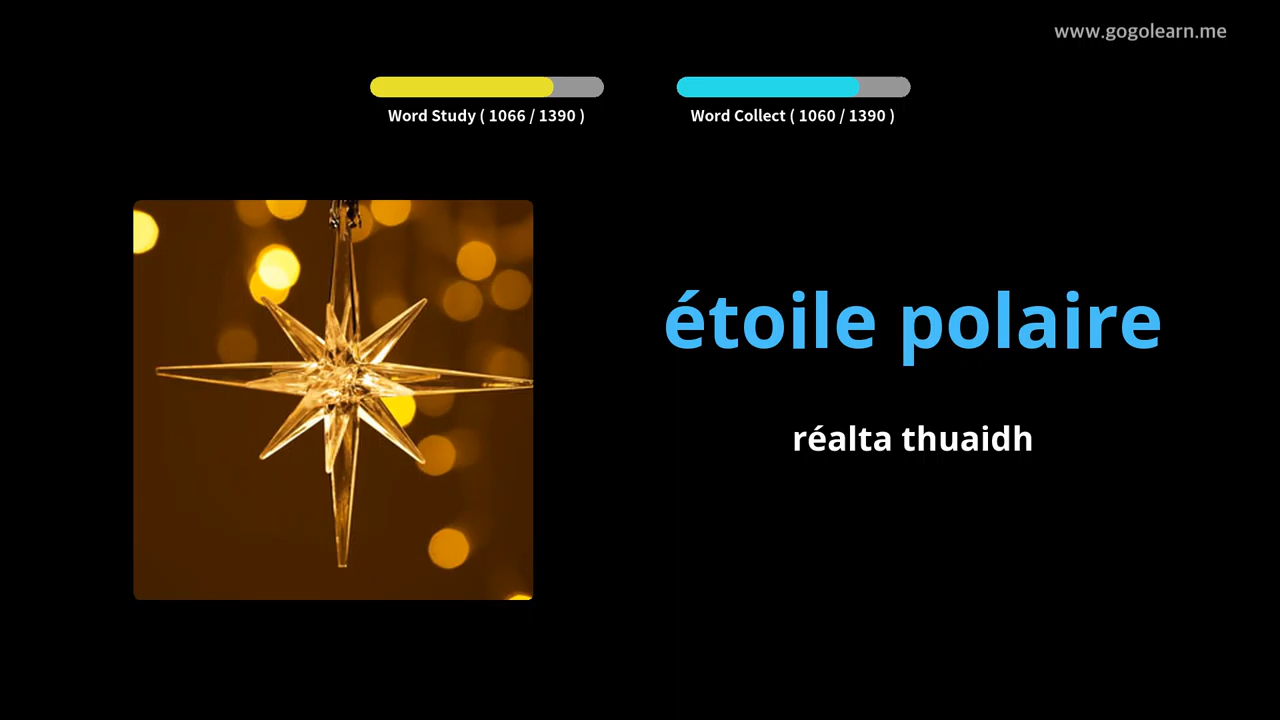 www.gogolearn.me
Word Study ( 1066 / 1390 )
Word Collect ( 1060 / 1390 )
étoile polaire
réalta thuaidh